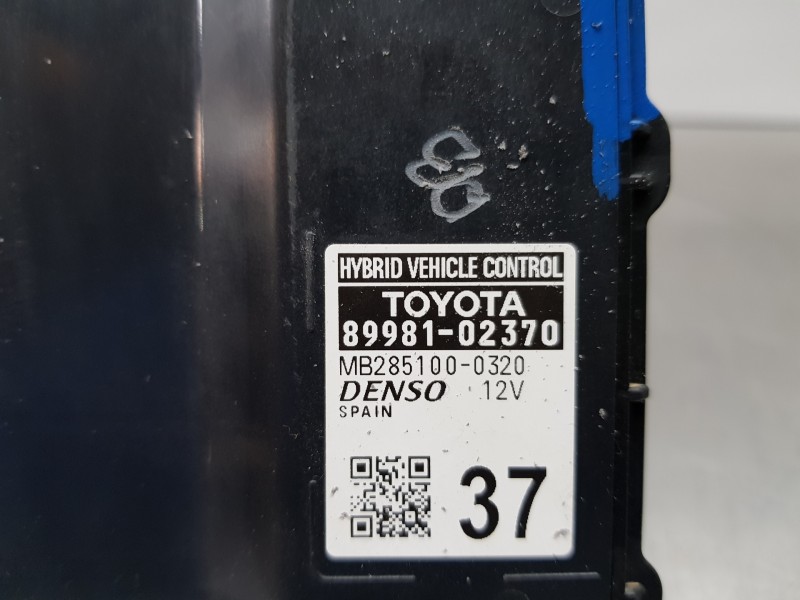 HYBRID VEHICLE CONTROL
TOYOTA
89981-02370
MB285100-0320
DENSO 12V
SPAIN
37